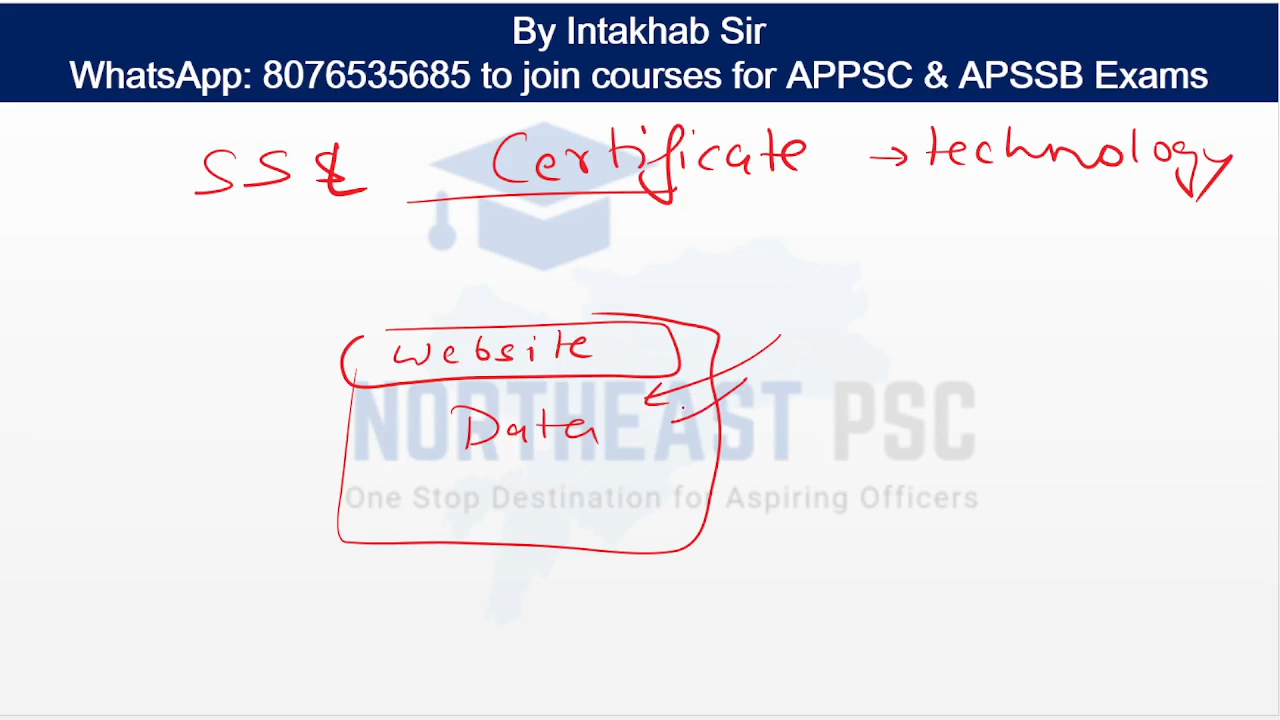 By Intakhab Sir
WhatsApp: 8076535685 to join courses for APPSC & APSSB Exams
SSL Certificate → technology
website
Data
NORTHEAST PSC
One Stop Destination for Aspiring Officers